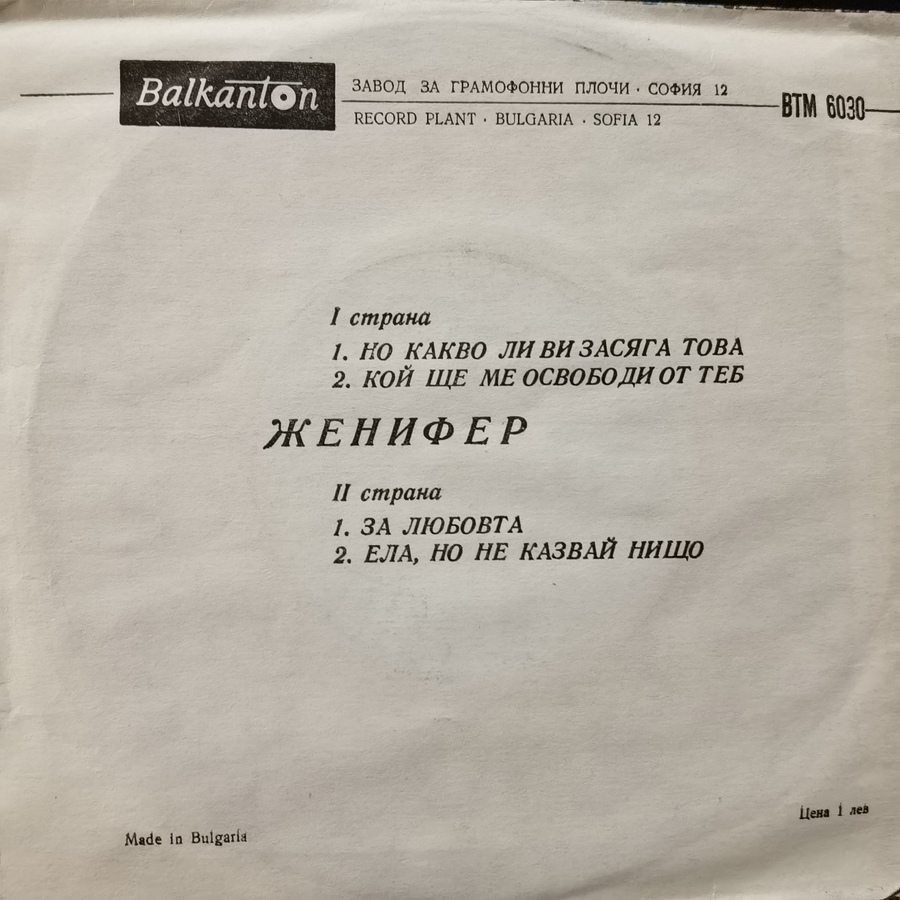 Balkanton
ЗАВОД ЗА ГРАМОФОННИ ПЛОЧИ · СОФИЯ 12
RECORD PLANT · BULGARIA · SOFIA 12
ВТМ 6030
I страна
1. НО КАКВО ЛИ ВИ ЗАСЯГА ТОВА
2. КОЙ ЩЕ МЕ ОСВОБОДИ ОТ ТЕБ
ЖЕНИФЕР
II страна
1. ЗА ЛЮБОВТА
2. ЕЛА, НО НЕ КАЗВАЙ НИЩО
Цена 1 лев
Made in Bulgaria